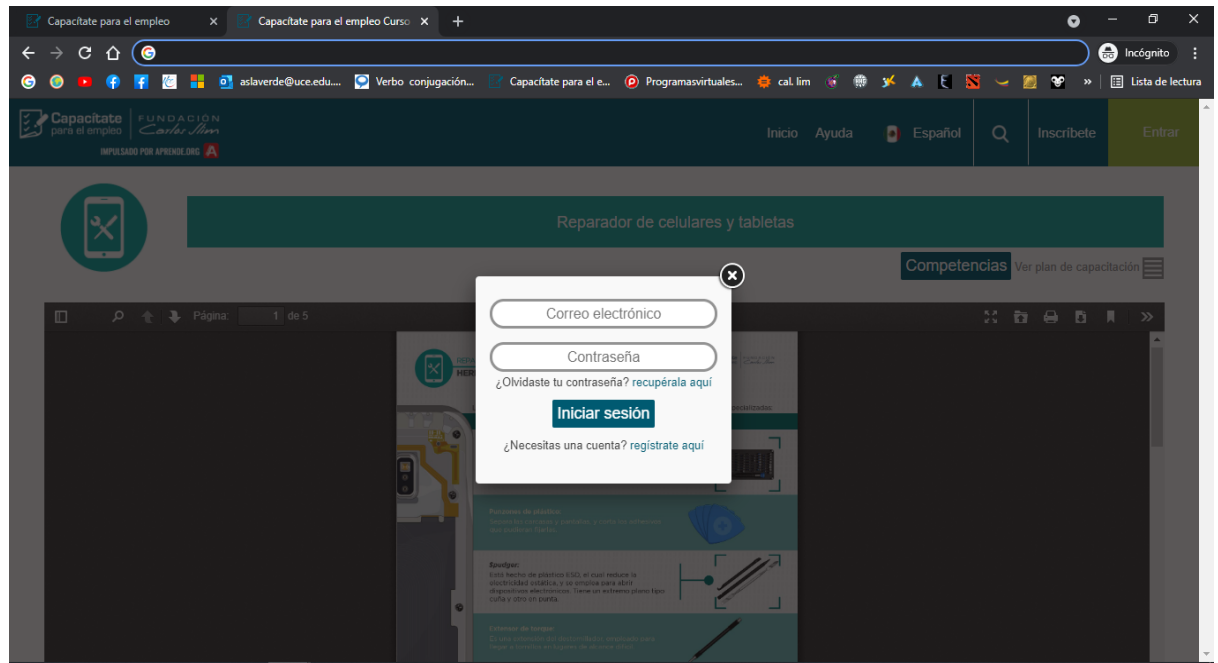 Capacítate para el empleo
Capacítate para el empleo Curso
Incógnito
aslaverde@uce.edu....
Verbo conjugación...
Capacítate para el e...
Programasvirtuales...
cal. lim
Lista de lectura
Capacítate
para el empleo
FUNDACIÓN
Carlos Slim
IMPULSADO POR APRENDE.ORG
Inicio
Ayuda
Español
Inscríbete
Entrar
Reparador de celulares y tabletas
Competencias
Ver plan de capacitación
Página:
1 de 5
Correo electrónico
Contraseña
¿Olvidaste tu contraseña? recupérala aquí
Iniciar sesión
¿Necesitas una cuenta? regístrate aquí
Spudger:
Está hecho de plástico ESD, el cual reduce la
electricidad estática, y se emplea para abrir
dispositivos electrónicos. Tiene un extremo plano tipo
cuña y otro en punta.
Extensor de torque: